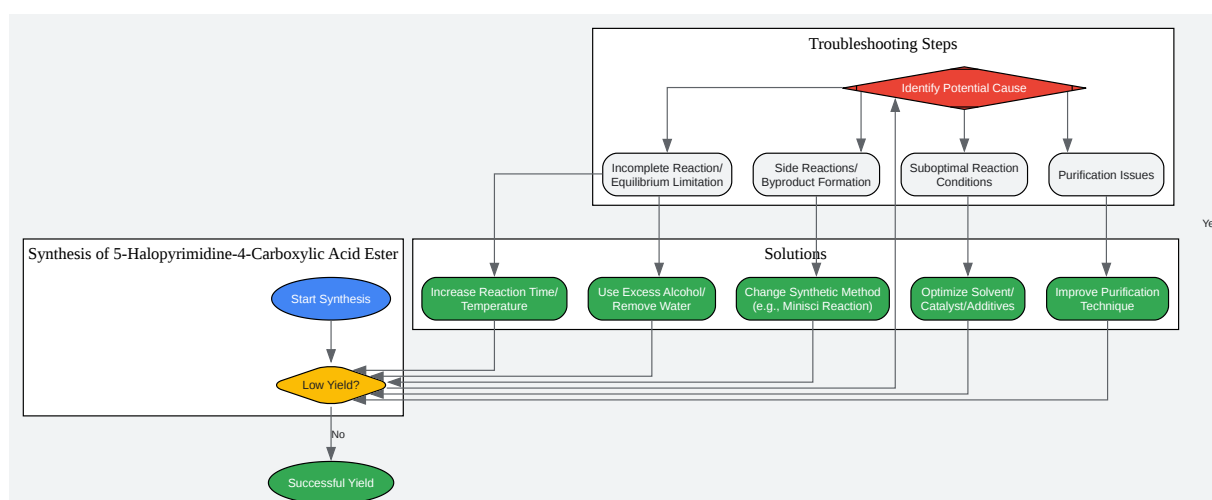 Troubleshooting Steps
Identify Potential Cause
Incomplete Reaction/
Equilibrium Limitation
Side Reactions/
Byproduct Formation
Suboptimal Reaction
Conditions
Purification Issues
Ye
Synthesis of 5-Halopyrimidine-4-Carboxylic Acid Ester
Solutions
Start Synthesis
Increase Reaction Time/
Temperature
Use Excess Alcohol/
Remove Water
Change Synthetic Method
(e.g., Minisci Reaction)
Optimize Solvent/
Catalyst/Additives
Improve Purification
Technique
Low Yield?
No
Successful Yield